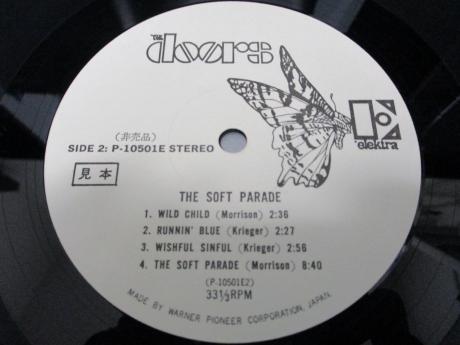 THE
doors
elektra
(非売品)
SIDE 2: P-10501E STEREO
見本
THE SOFT PARADE
1. WILD CHILD (Morrison) 2:36
2. RUNNIN' BLUE (Krieger) 2:27
3. WISHFUL SINFUL (Krieger) 2:56
4. THE SOFT PARADE (Morrison) 8:40
(P-10501E2)
33⅓RPM
MADE BY WARNER PIONEER CORPORATION, JAPAN.